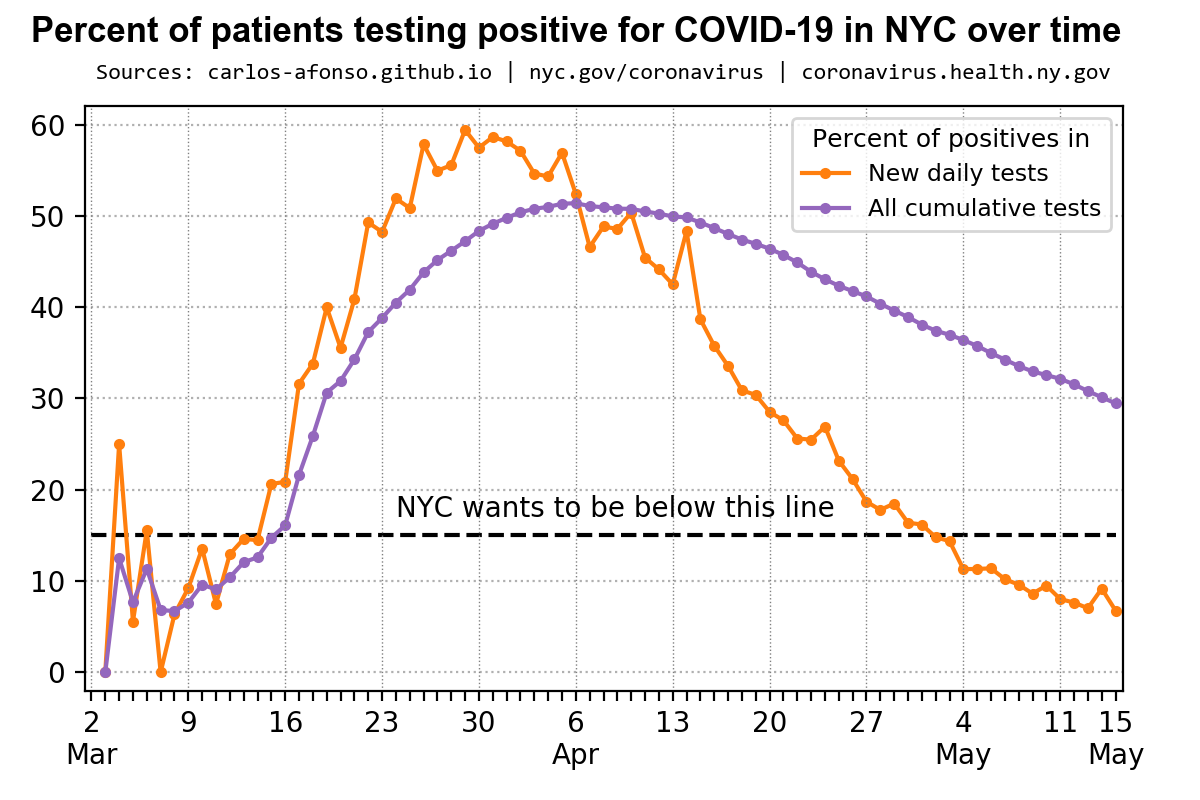 Percent of patients testing positive for COVID-19 in NYC over time
Sources: carlos-afonso.github.io | nyc.gov/coronavirus | coronavirus.health.ny.gov
60
50
40
30
20
10
0
Percent of positives in
New daily tests
All cumulative tests
NYC wants to be below this line
2 9 16 23 30 6 13 20 27 4 11 15
Mar Apr May May